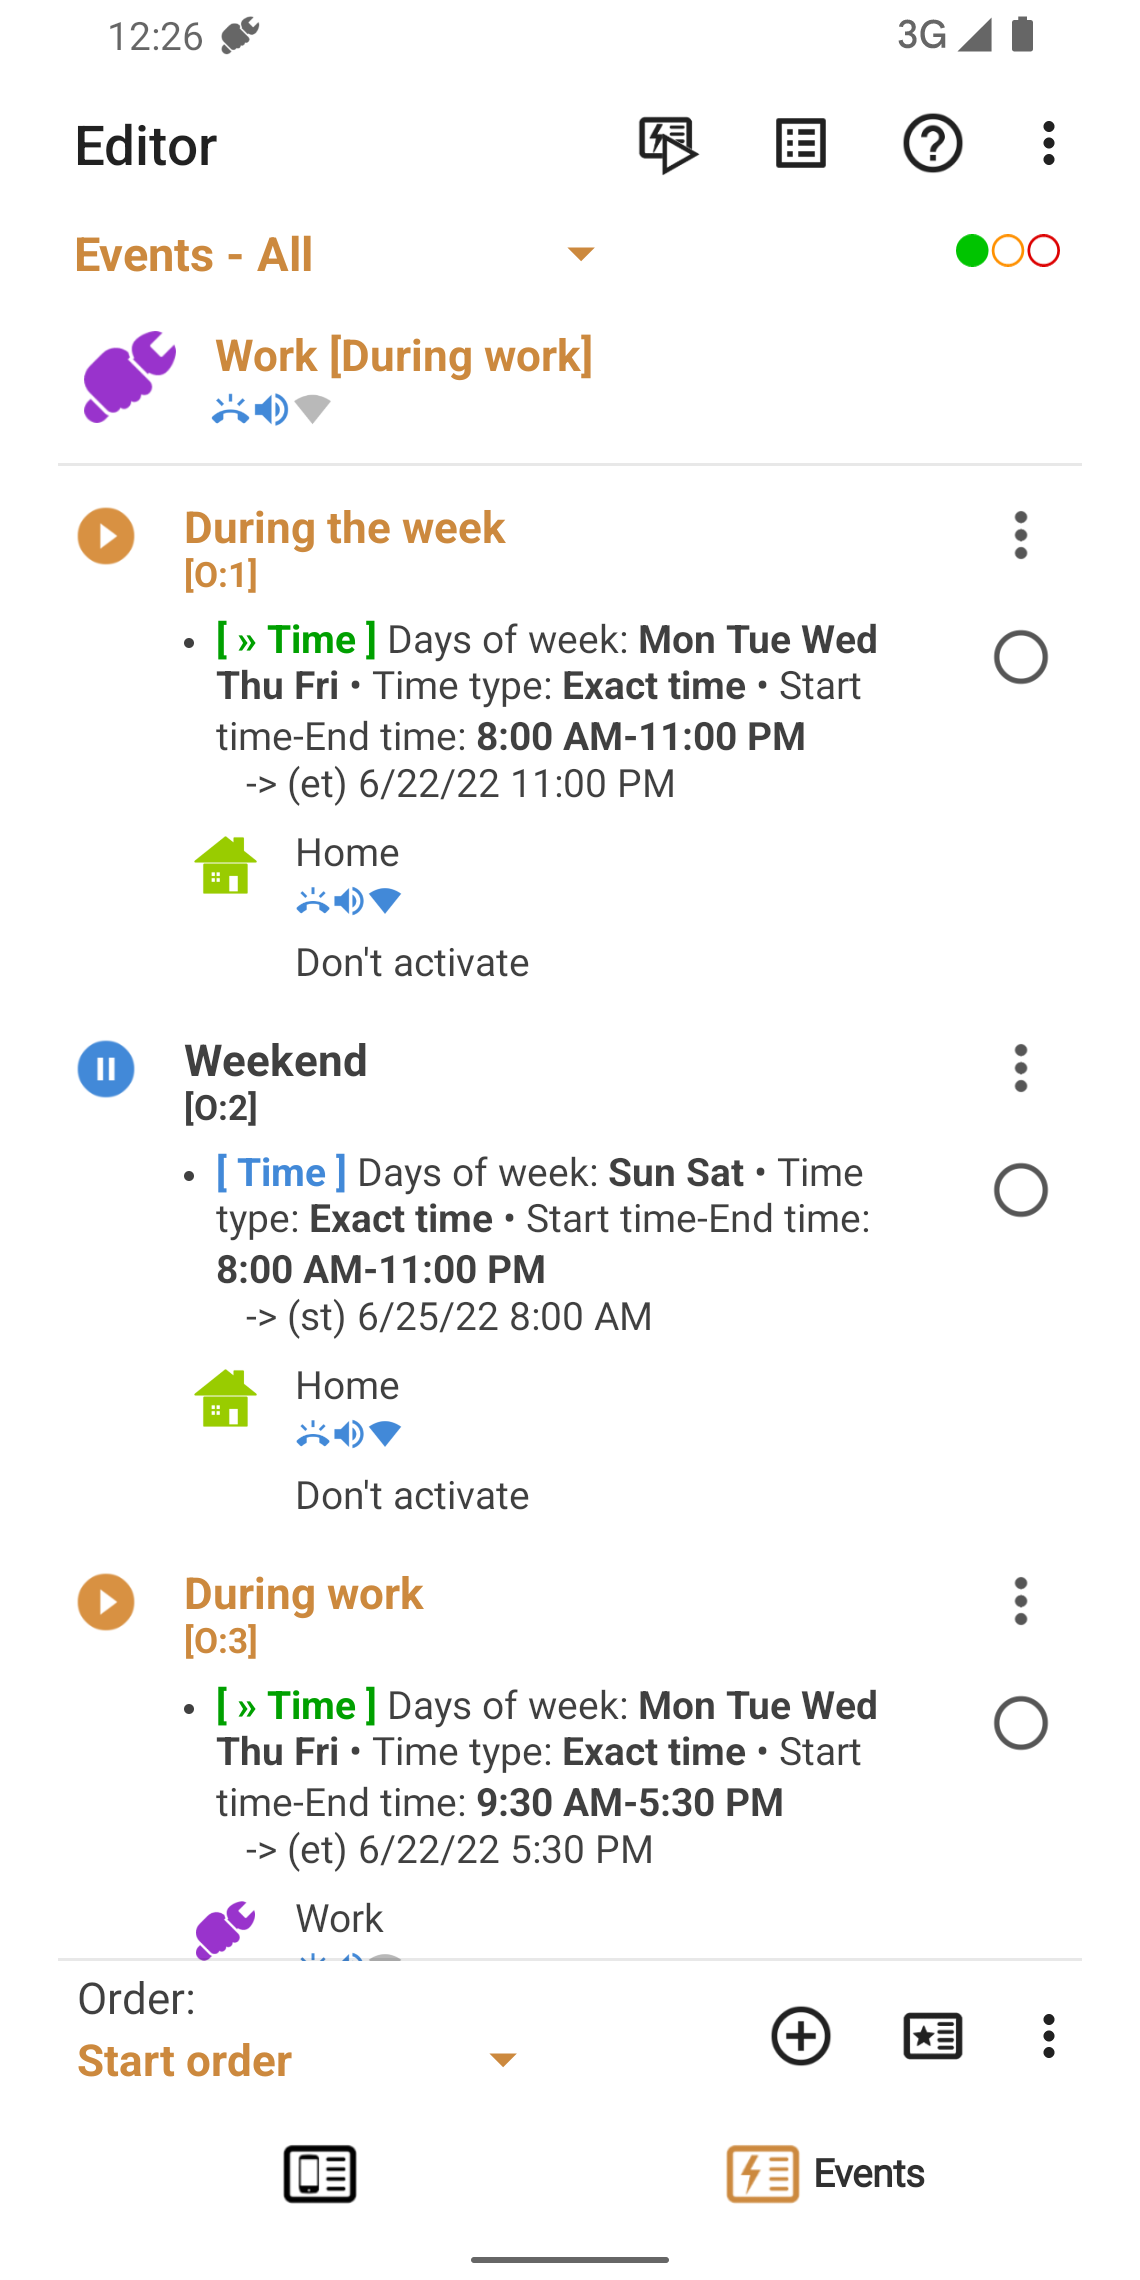 12:26
3G
Editor
Events - All
Work [During work]
During the week
[O:1]
• [ » Time ] Days of week: Mon Tue Wed
Thu Fri • Time type: Exact time • Start
time-End time: 8:00 AM-11:00 PM
-> (et) 6/22/22 11:00 PM
Home
Don't activate
Weekend
[O:2]
• [ Time ] Days of week: Sun Sat • Time
type: Exact time • Start time-End time:
8:00 AM-11:00 PM
-> (st) 6/25/22 8:00 AM
Home
Don't activate
During work
[O:3]
• [ » Time ] Days of week: Mon Tue Wed
Thu Fri • Time type: Exact time • Start
time-End time: 9:30 AM-5:30 PM
-> (et) 6/22/22 5:30 PM
Work
Order:
Start order
Events